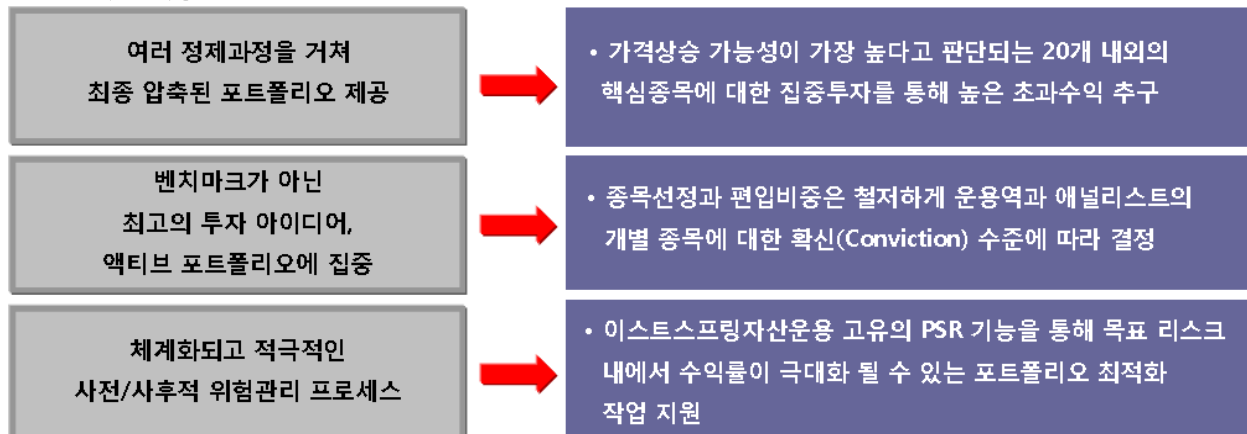 여러 정제과정을 거쳐
최종 압축된 포트폴리오 제공
• 가격상승 가능성이 가장 높다고 판단되는 20개 내외의
핵심종목에 대한 집중투자를 통해 높은 초과수익 추구
벤치마크가 아닌
최고의 투자 아이디어,
액티브 포트폴리오에 집중
• 종목선정과 편입비중은 철저하게 운용역과 애널리스트의
개별 종목에 대한 확신(Conviction) 수준에 따라 결정
체계화되고 적극적인
사전/사후적 위험관리 프로세스
• 이스트스프링자산운용 고유의 PSR 기능을 통해 목표 리스크
내에서 수익률이 극대화 될 수 있는 포트폴리오 최적화
작업 지원